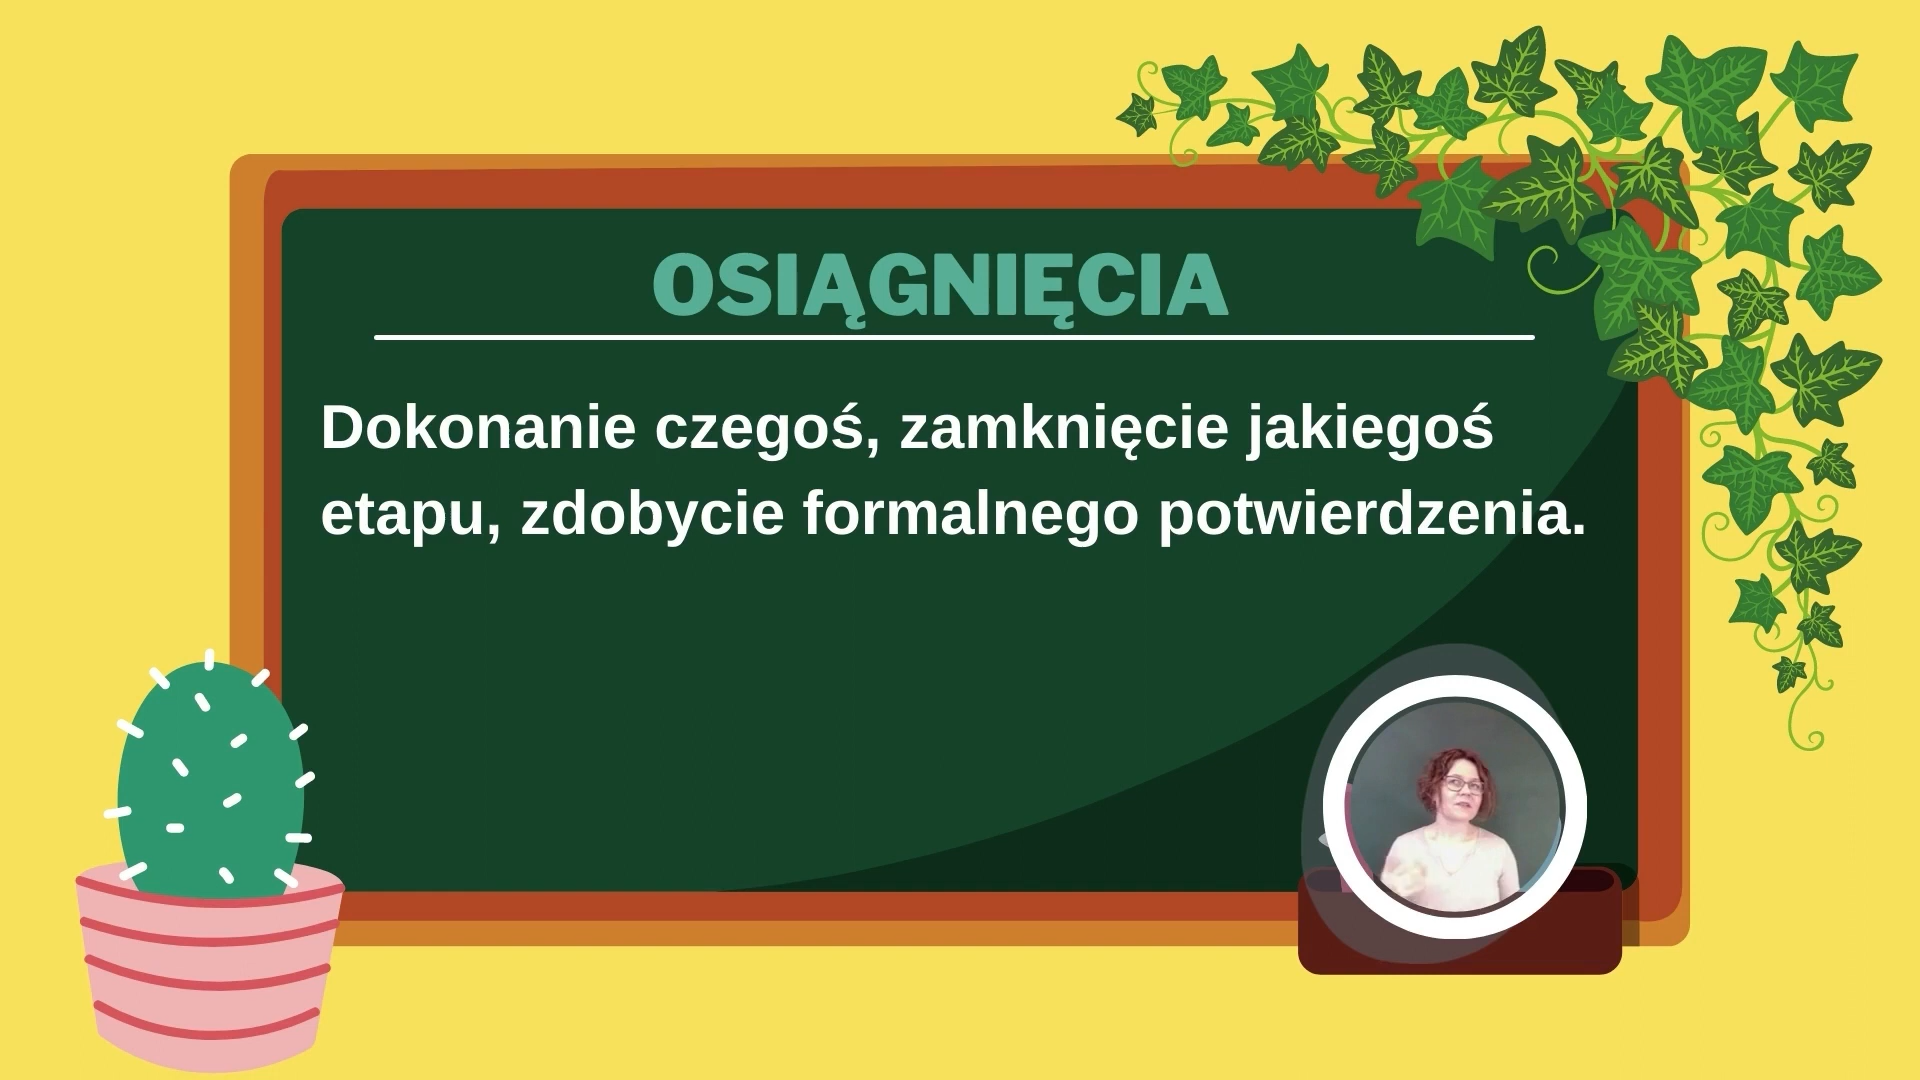 OSIĄGNIĘCIA
Dokonanie czegoś, zamknięcie jakiegoś
etapu, zdobycie formalnego potwierdzenia.